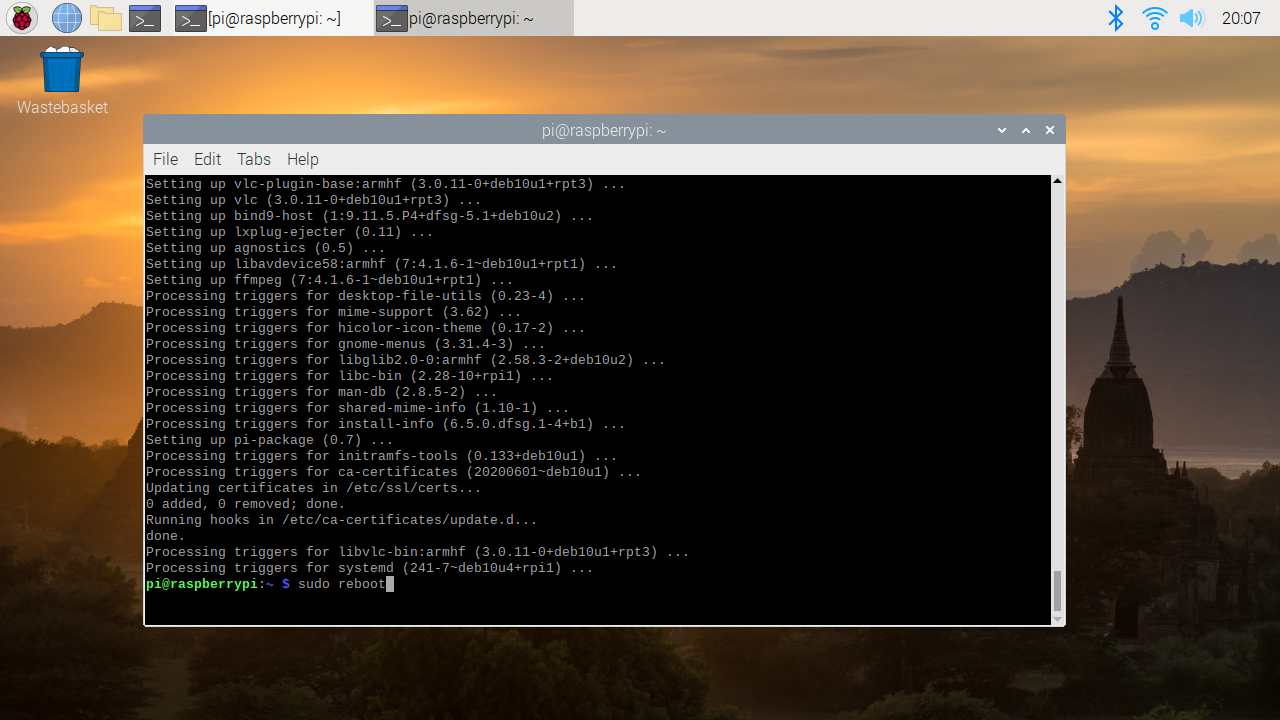 [pi@raspberrypi: ~]
pi@raspberrypi: ~
20:07
Wastebasket
pi@raspberrypi: ~
File Edit Tabs Help
Setting up vlc-plugin-base:armhf (3.0.11-0+deb10u1+rpt3) ...
Setting up vlc (3.0.11-0+deb10u1+rpt3) ...
Setting up bind9-host (1:9.11.5.P4+dfsg-5.1+deb10u2) ...
Setting up lxplug-ejecter (0.11) ...
Setting up agnostics (0.5) ...
Setting up libavdevice58:armhf (7:4.1.6-1~deb10u1+rpt1) ...
Setting up ffmpeg (7:4.1.6-1~deb10u1+rpt1) ...
Processing triggers for desktop-file-utils (0.23-4) ...
Processing triggers for mime-support (3.62) ...
Processing triggers for hicolor-icon-theme (0.17-2) ...
Processing triggers for gnome-menus (3.31.4-3) ...
Processing triggers for libglib2.0-0:armhf (2.58.3-2+deb10u2) ...
Processing triggers for libc-bin (2.28-10+rpi1) ...
Processing triggers for man-db (2.8.5-2) ...
Processing triggers for shared-mime-info (1.10-1) ...
Processing triggers for install-info (6.5.0.dfsg.1-4+b1) ...
Setting up pi-package (0.7) ...
Processing triggers for initramfs-tools (0.133+deb10u1) ...
Processing triggers for ca-certificates (20200601~deb10u1) ...
Updating certificates in /etc/ssl/certs...
0 added, 0 removed; done.
Running hooks in /etc/ca-certificates/update.d...
done.
Processing triggers for libvlc-bin:armhf (3.0.11-0+deb10u1+rpt3) ...
Processing triggers for systemd (241-7~deb10u4+rpi1) ...
pi@raspberrypi:~ $ sudo reboot